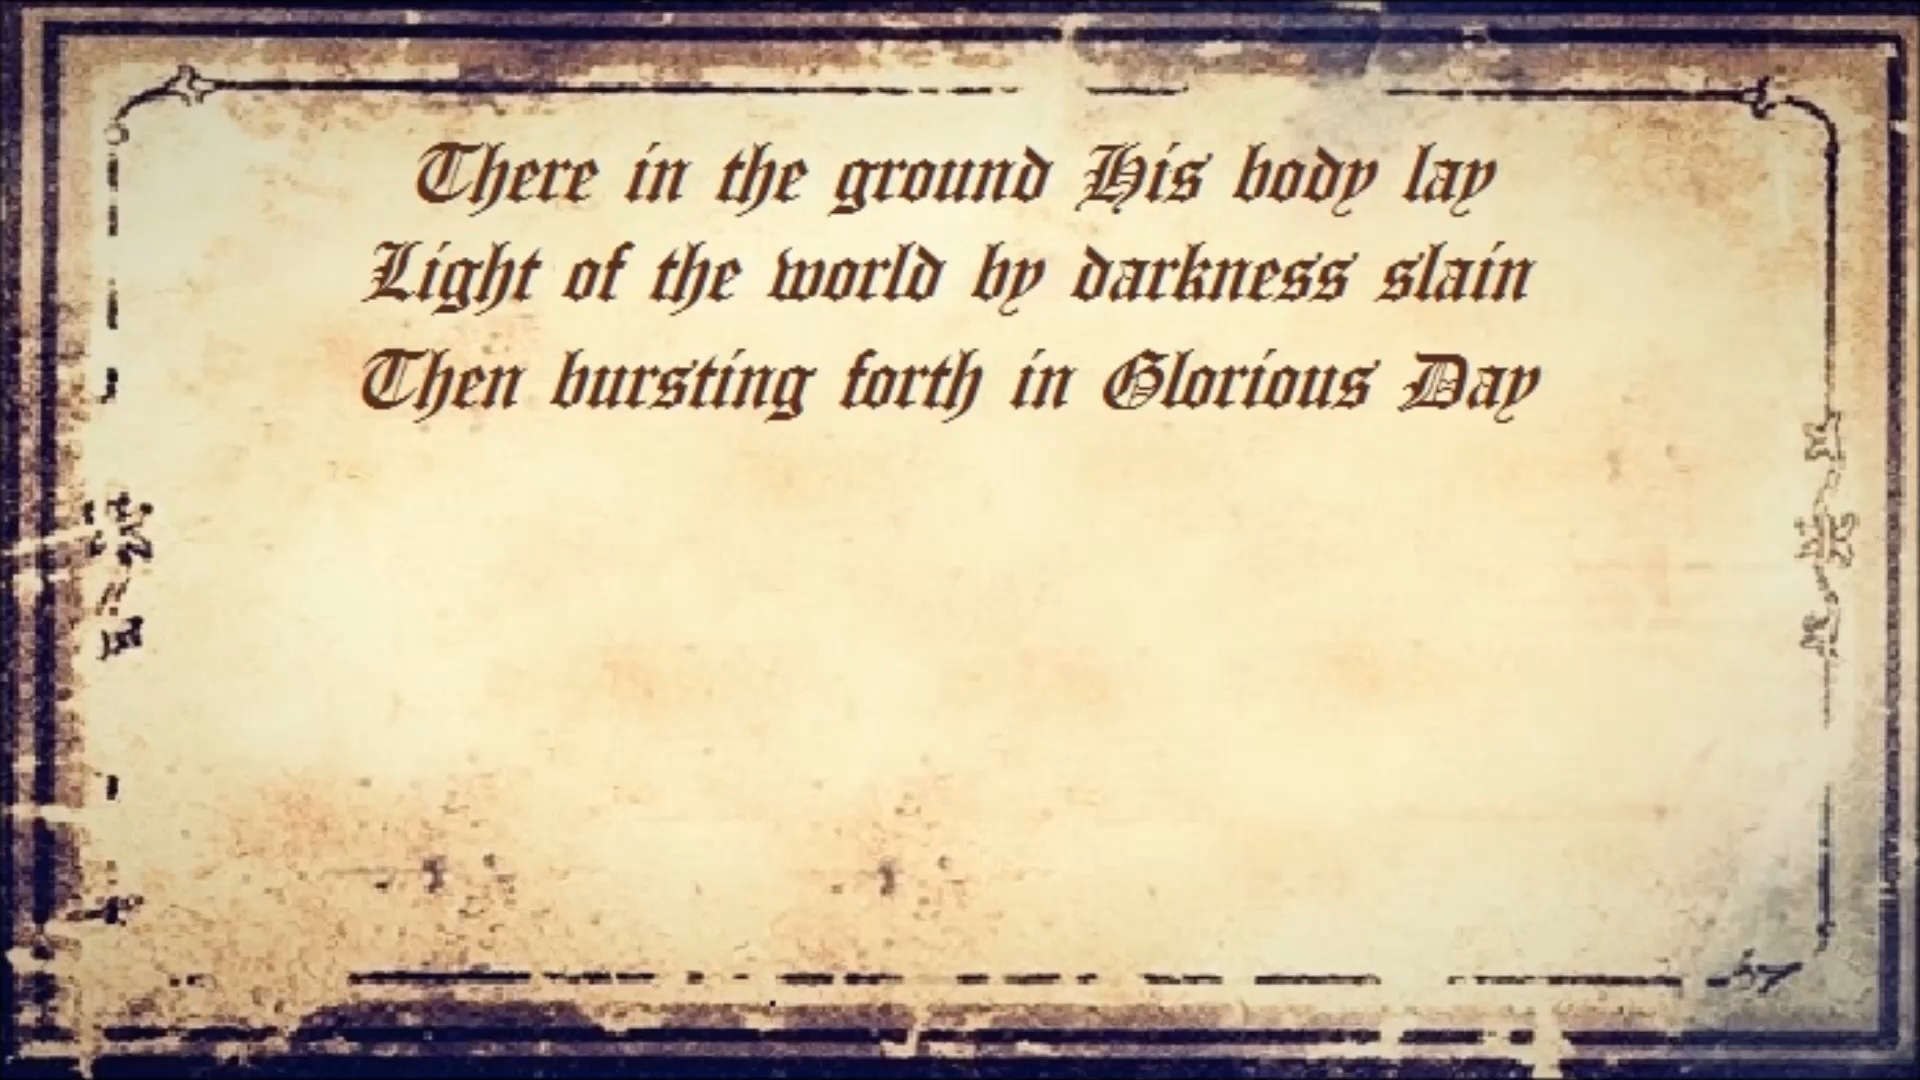 There in the ground His body lay
Light of the world by darkness slain
Then bursting forth in Glorious Day